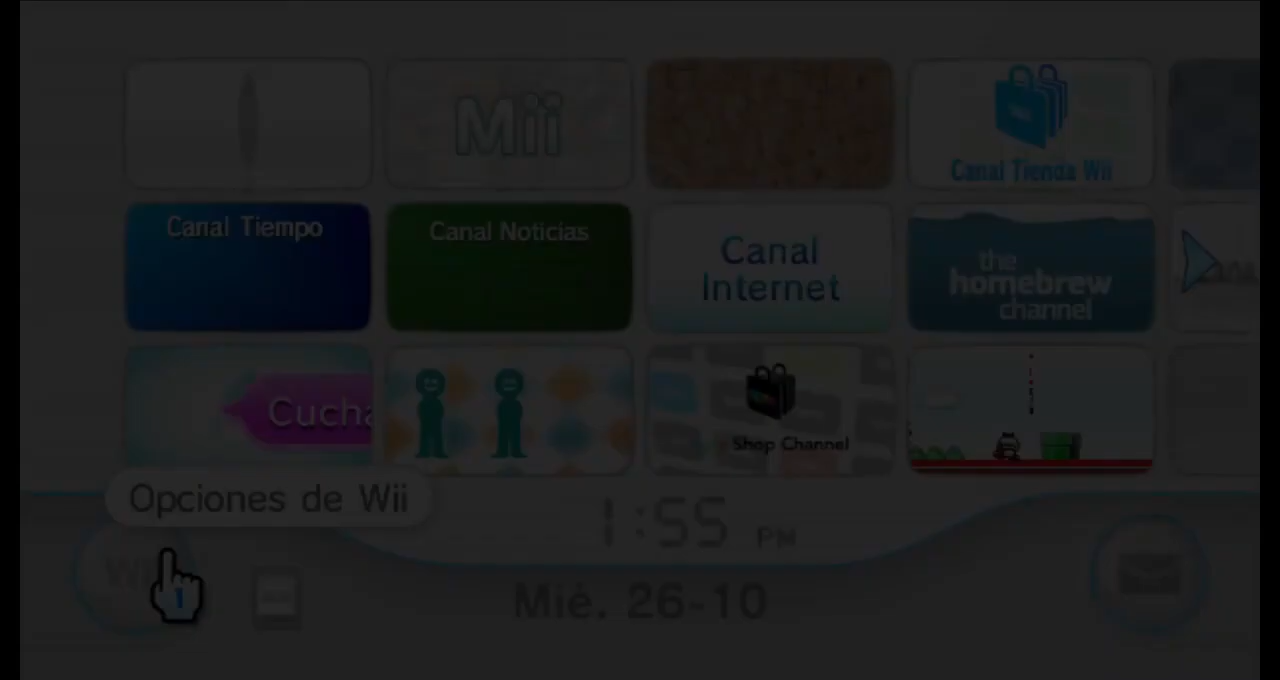 Mii
Canal Tienda Wii
Canal Tiempo
Canal Noticias
Canal
Internet
the
homebrew
channel
Cucha
Shop Channel
Opciones de Wii
1:55 PM
1
Mié. 26-10